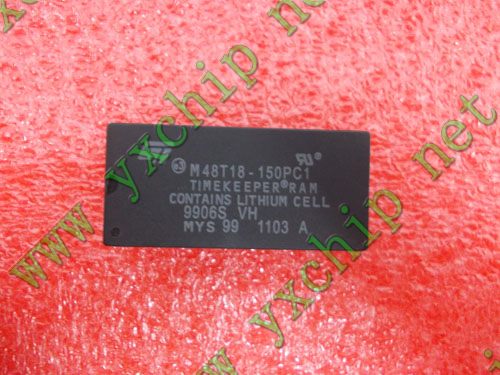 www.yxchip.net
www.yxchip.net
M48T18-150PC1
TIMEKEEPER®RAM
CONTAINS LITHIUM CELL
9906S VH
MYS 99 1103 A
www.yxchip.net